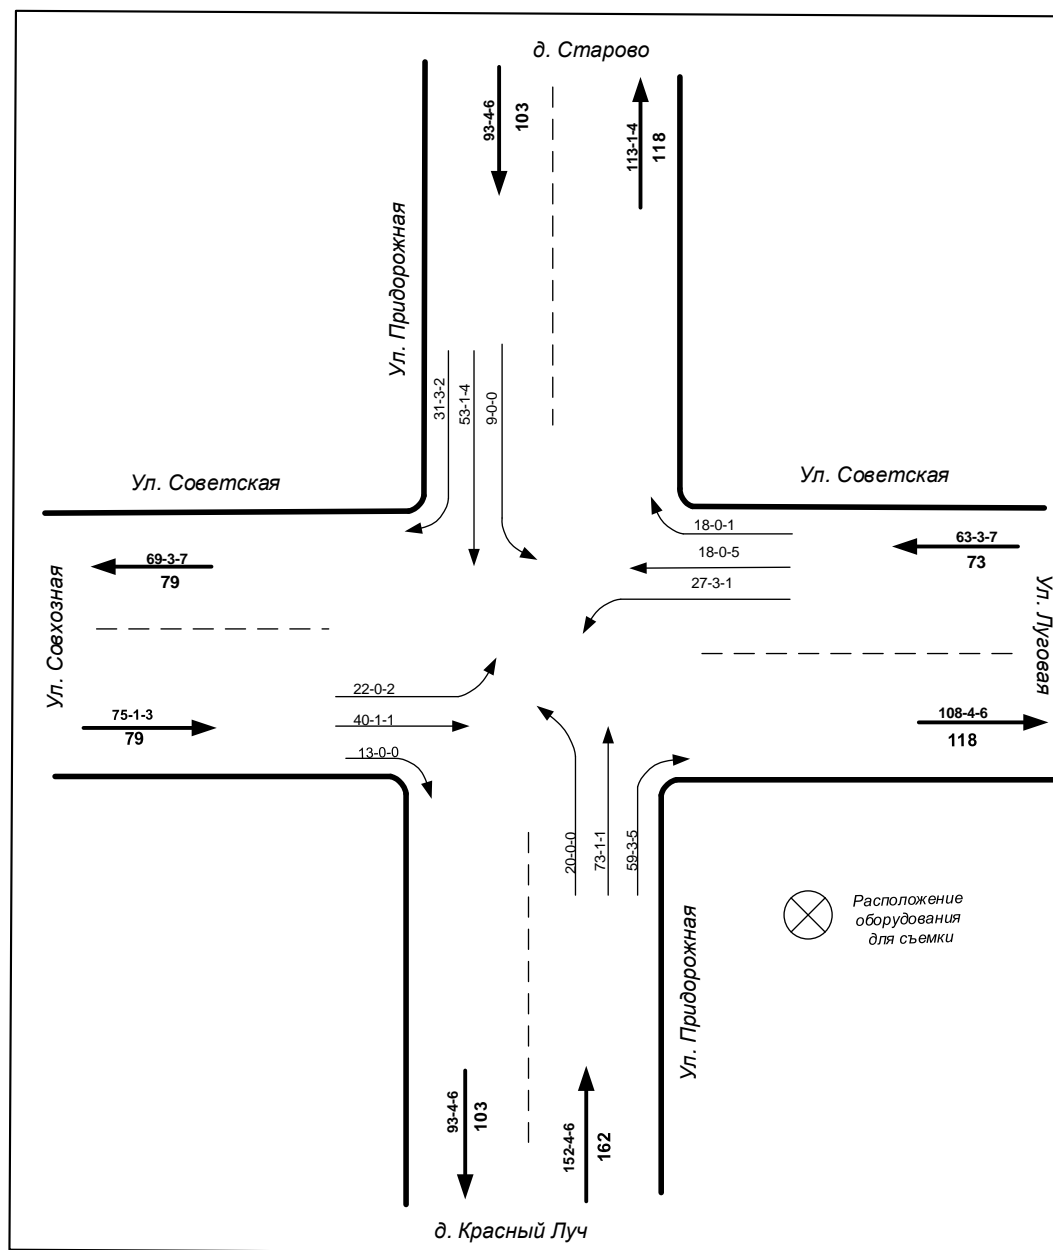 д. Старово
93-4-6
103
113-1-4
118
Ул. Придорожная
31-3-2
53-1-4
9-0-0
Ул. Советская
Ул. Советская
18-0-1
18-0-5
27-3-1
69-3-7
79
63-3-7
73
Ул. Совхозная
Ул. Луговая
22-0-2
40-1-1
13-0-0
75-1-3
79
108-4-6
118
20-0-0
73-1-1
59-3-5
Расположение
оборудования
для съемки
Ул. Придорожная
93-4-6
103
152-4-6
162
д. Красный Луч